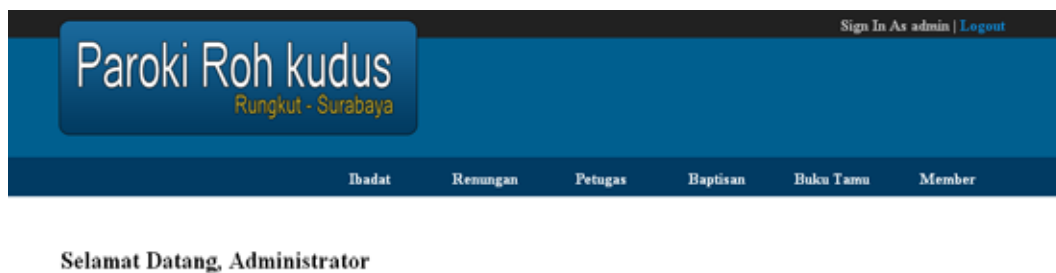 Sign In As admin | Logout
Paroki Roh kudus
Rungkut - Surabaya
Ibadat Renungan Petugas Baptisan Buku Tamu Member
Selamat Datang, Administrator